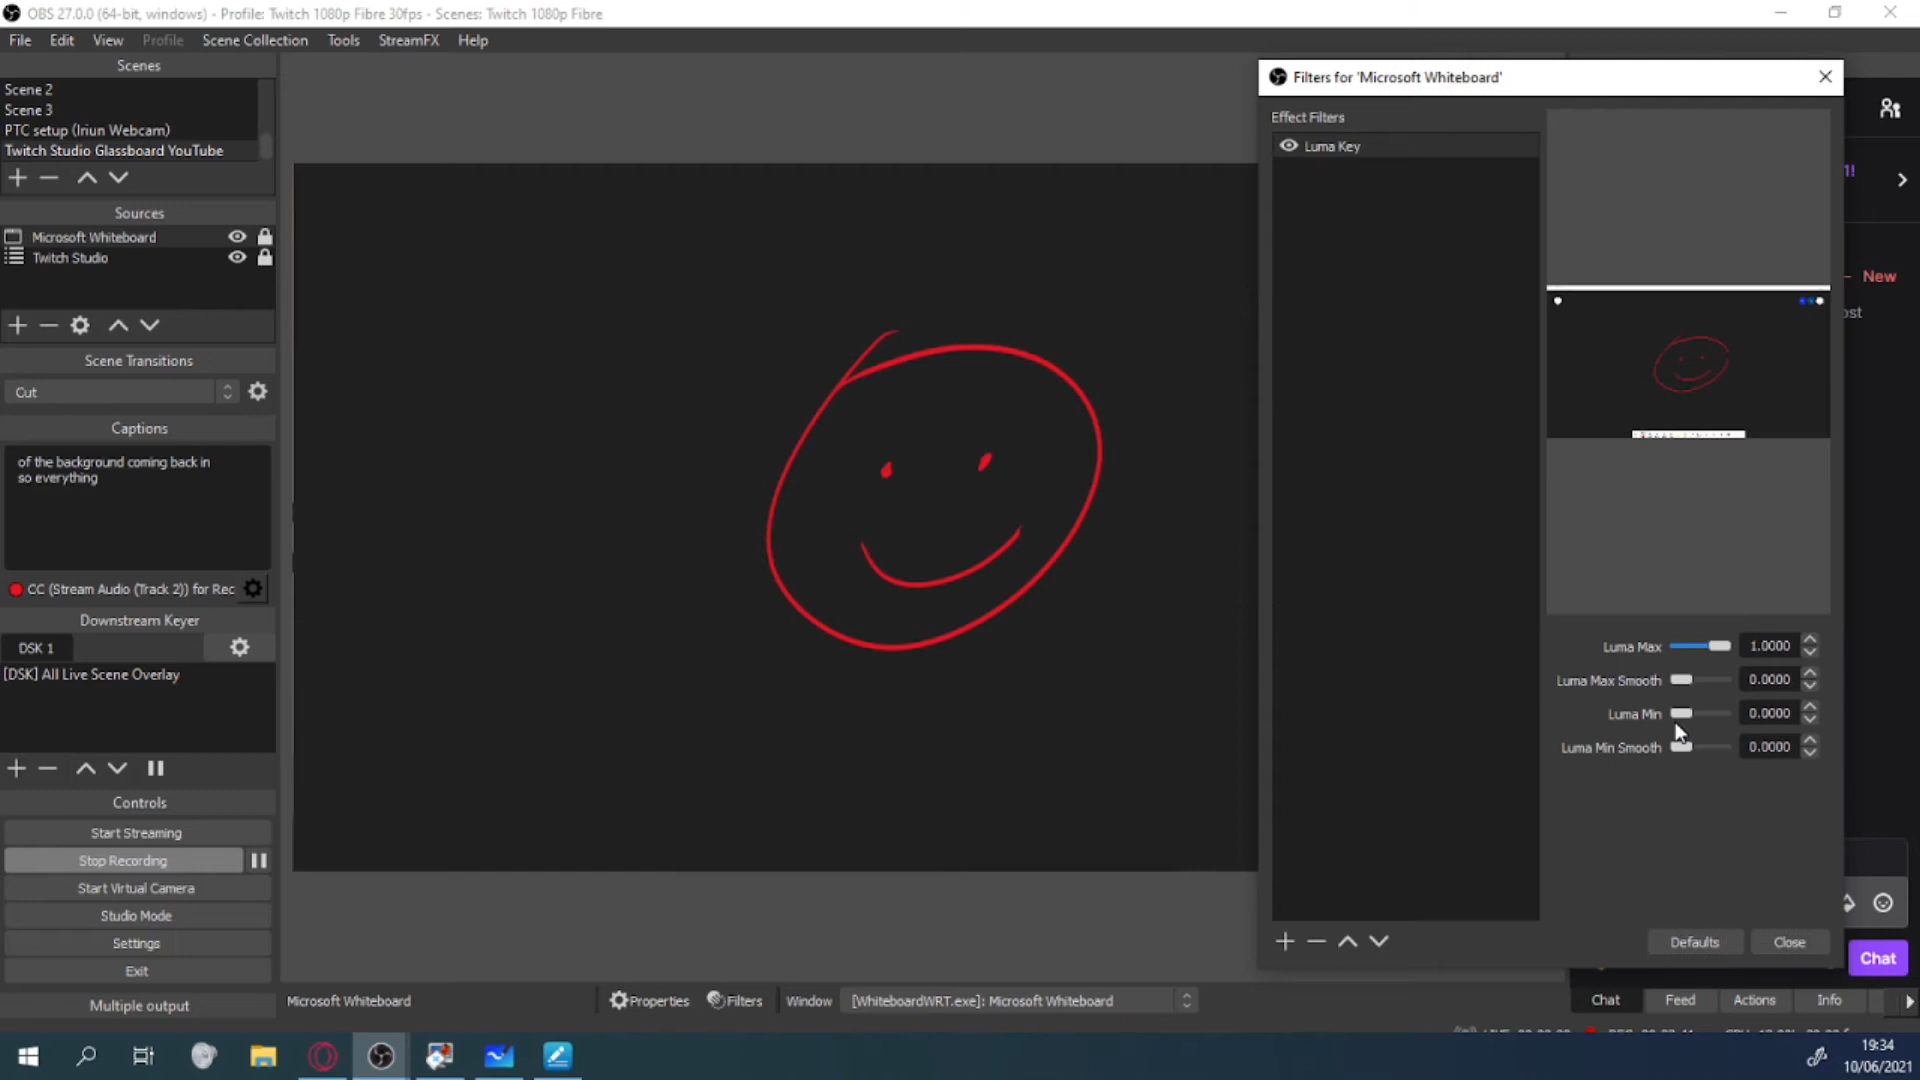 OBS 27.0.0 (64-bit, windows) - Profile: Twitch 1080p Fibre 30fps - Scenes: Twitch 1080p Fibre
File Edit View Profile Scene Collection Tools StreamFX Help
Scenes
Scene 2
Scene 3
PTC setup (Iriun Webcam)
Twitch Studio Glassboard YouTube
Sources
Microsoft Whiteboard
Twitch Studio
Scene Transitions
Cut
Captions
of the background coming back in
so everything
CC (Stream Audio (Track 2)) for Rec
Downstream Keyer
DSK 1
[DSK] All Live Scene Overlay
Controls
Start Streaming
Stop Recording
Start Virtual Camera
Studio Mode
Settings
Exit
Multiple output
Microsoft Whiteboard
Properties
Filters
Window
[WhiteboardWRT.exe]: Microsoft Whiteboard
Filters for 'Microsoft Whiteboard'
Effect Filters
Luma Key
Luma Max 1.0000
Luma Max Smooth 0.0000
Luma Min 0.0000
Luma Min Smooth 0.0000
Defaults
Close
1!
New
ost
Chat
Chat Feed Actions Info
19:34
10/06/2021